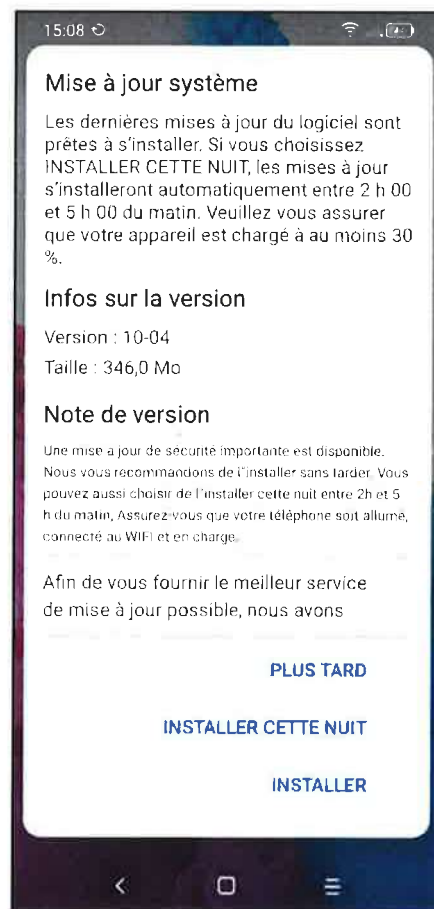 15:08
Mise à jour système
Les dernières mises à jour du logiciel sont
prêtes à s'installer. Si vous choisissez
INSTALLER CETTE NUIT, les mises à jour
s'installeront automatiquement entre 2 h 00
et 5 h 00 du matin. Veuillez vous assurer
que votre appareil est chargé à au moins 30
%.
Infos sur la version
Version : 10-04
Taille : 346,0 Mo
Note de version
Une mise à jour de sécurité importante est disponible.
Nous vous recommandons de l'installer sans tarder. Vous
pouvez aussi choisir de l'installer cette nuit entre 2h et 5
h du matin, Assurez-vous que votre téléphone soit allumé,
connecté au WIFI et en charge.
Afin de vous fournir le meilleur service
de mise à jour possible, nous avons
PLUS TARD
INSTALLER CETTE NUIT
INSTALLER